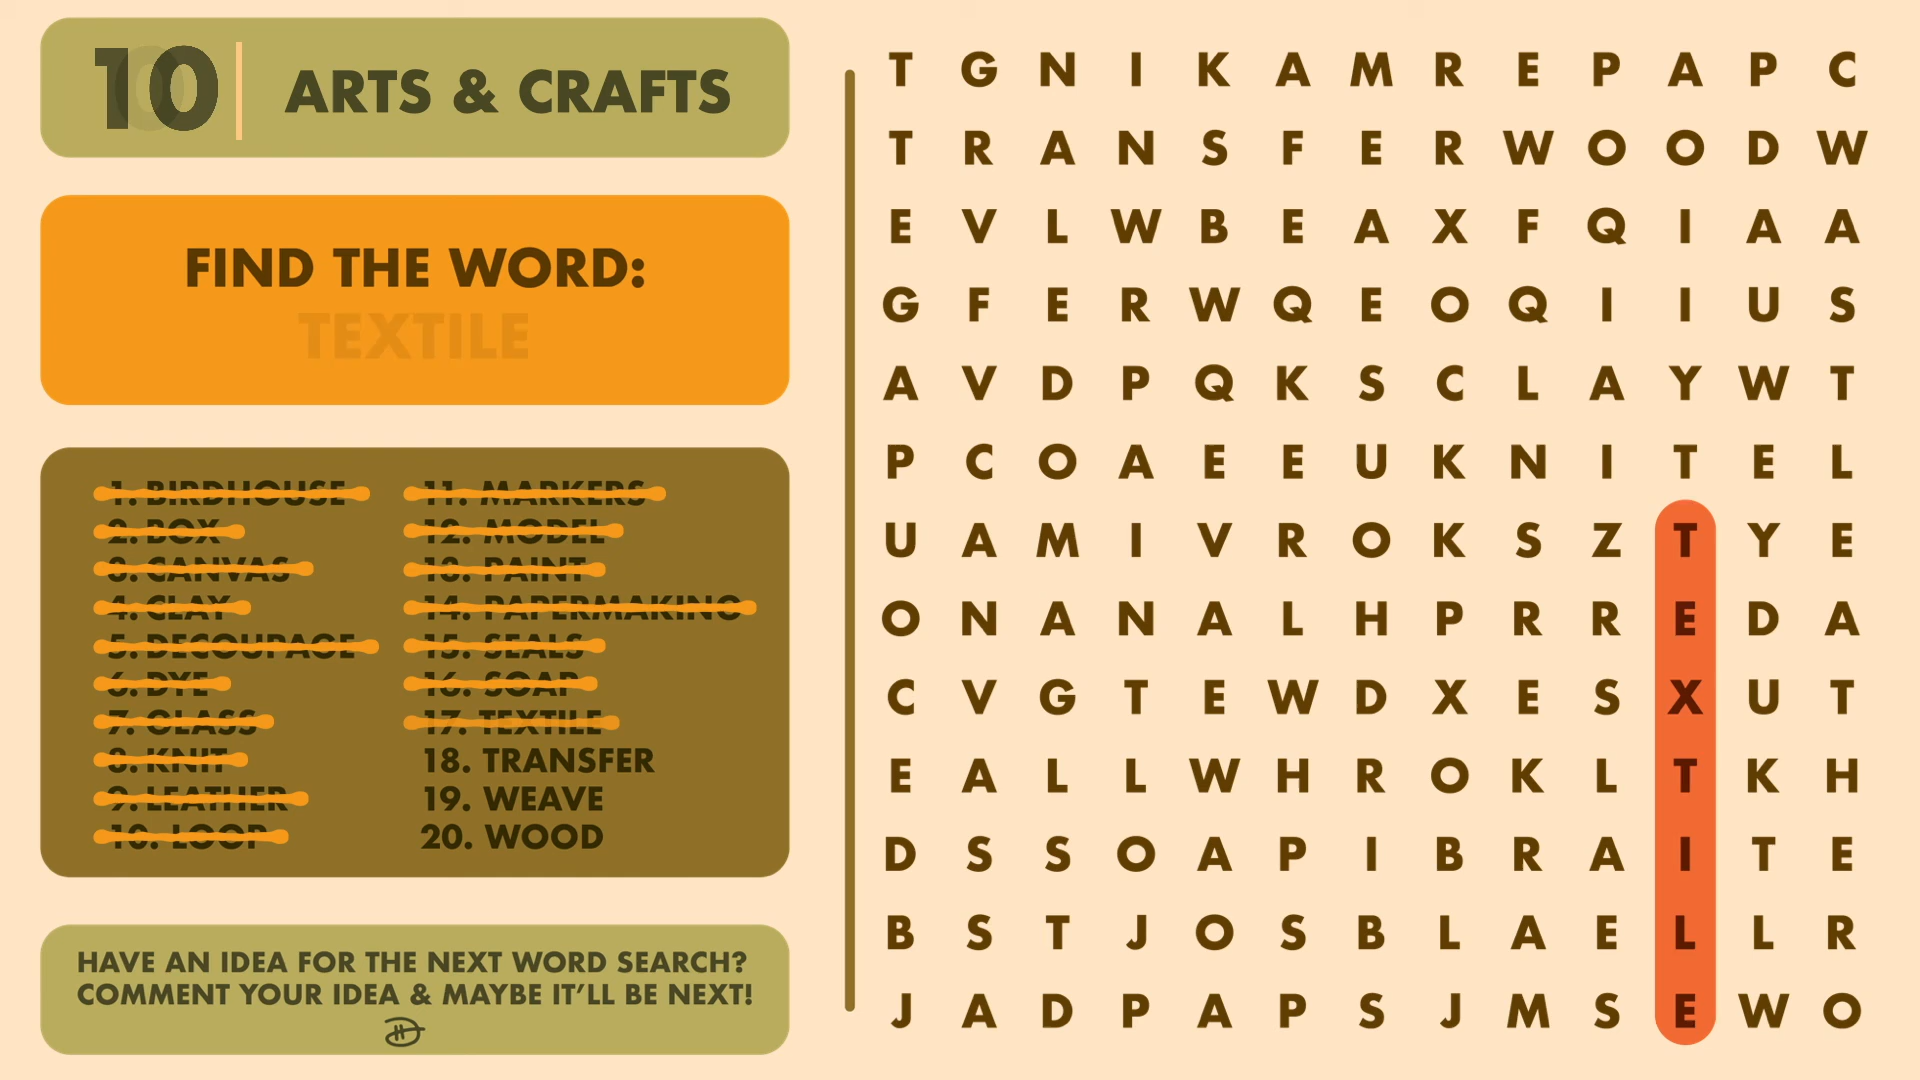 10 ARTS & CRAFTS
FIND THE WORD:
TEXTILE
1. BIRDHOUSE
2. BOX
3. CANVAS
4. CLAY
5. DECOUPAGE
6. DYE
7. GLASS
8. KNIT
9. LEATHER
10. LOOP
11. MARKERS
12. MODEL
13. PAINT
14. PAPERMAKING
15. SEALS
16. SOAP
17. TEXTILE
18. TRANSFER
19. WEAVE
20. WOOD
HAVE AN IDEA FOR THE NEXT WORD SEARCH?
COMMENT YOUR IDEA & MAYBE IT’LL BE NEXT!
T G N I K A M R E P A P C
T R A N S F E R W O O D W
E V L W B E A X F Q I A A
G F E R W Q E O Q I I U S
A V D P Q K S C L A Y W T
P C O A E E U K N I T E L
U A M I V R O K S Z T Y E
O N A N A L H P R R E D A
C V G T E W D X E S X U T
E A L L W H R O K L T K H
D S S O A P I B R A I T E
B S T J O S B L A E L L R
J A D P A P S J M S E W O